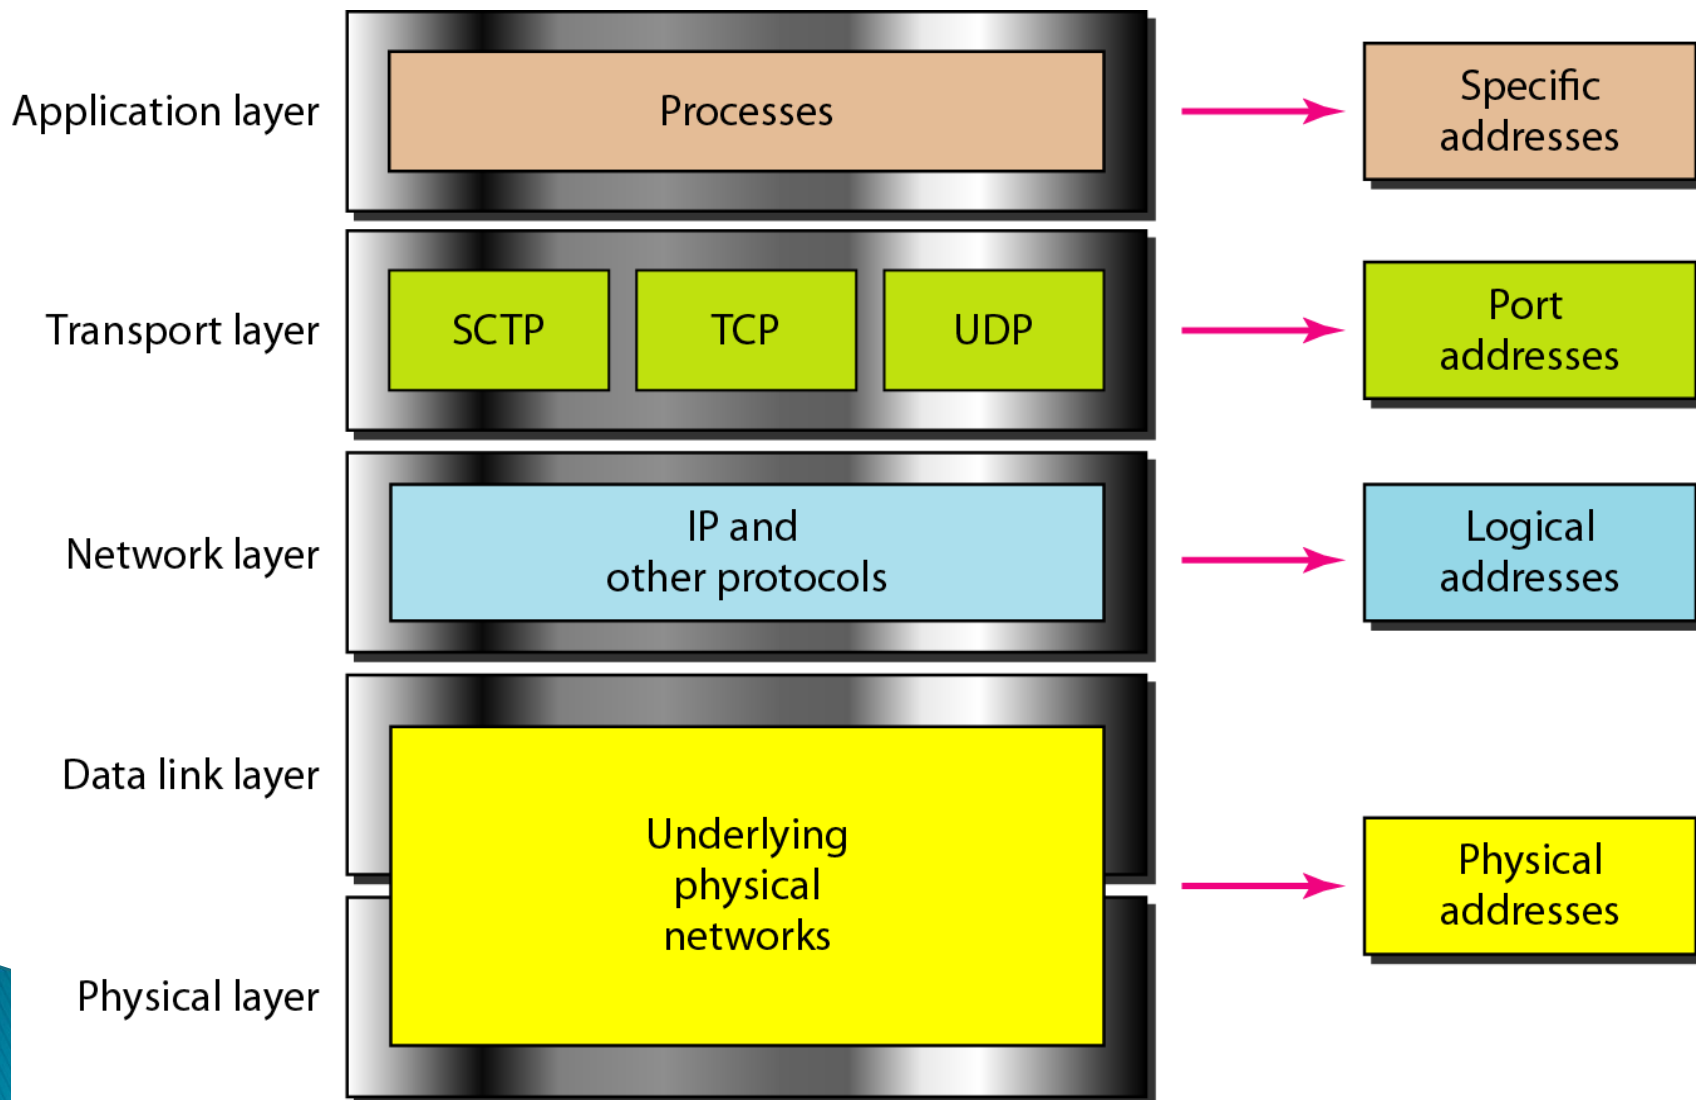 Application layer
Processes
Specific
addresses
Transport layer
SCTP
TCP
UDP
Port
addresses
Network layer
IP and
other protocols
Logical
addresses
Data link layer
Underlying
physical
networks
Physical
addresses
Physical layer